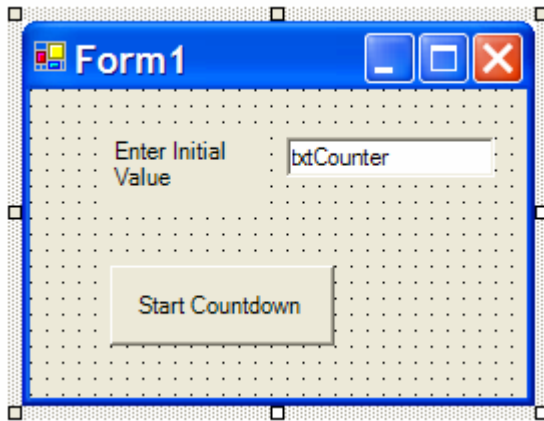 Form1
Enter Initial
Value
txtCounter
Start Countdown